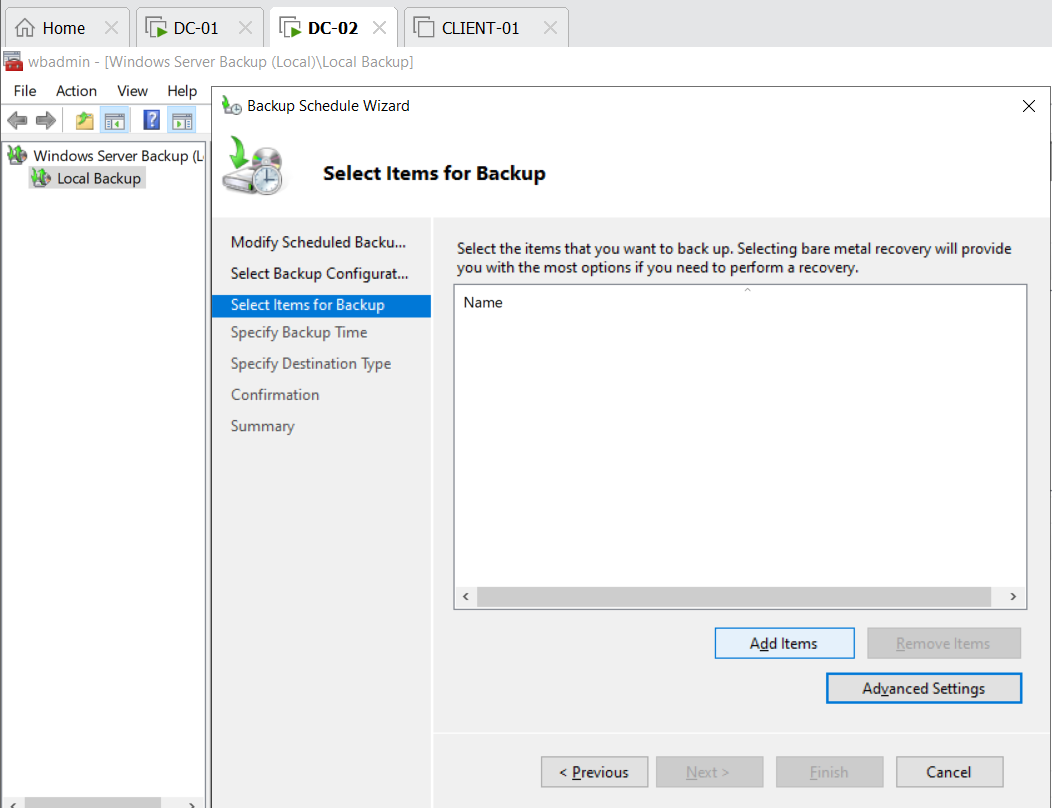 Home
DC-01
DC-02
CLIENT-01
wbadmin - [Windows Server Backup (Local)\Local Backup]
File Action View Help
Windows Server Backup (L
Local Backup
Backup Schedule Wizard
Select Items for Backup
Modify Scheduled Backu...
Select Backup Configurat...
Select Items for Backup
Specify Backup Time
Specify Destination Type
Confirmation
Summary
Select the items that you want to back up. Selecting bare metal recovery will provide
you with the most options if you need to perform a recovery.
Name
Add Items
Remove Items
Advanced Settings
< Previous
Next >
Finish
Cancel